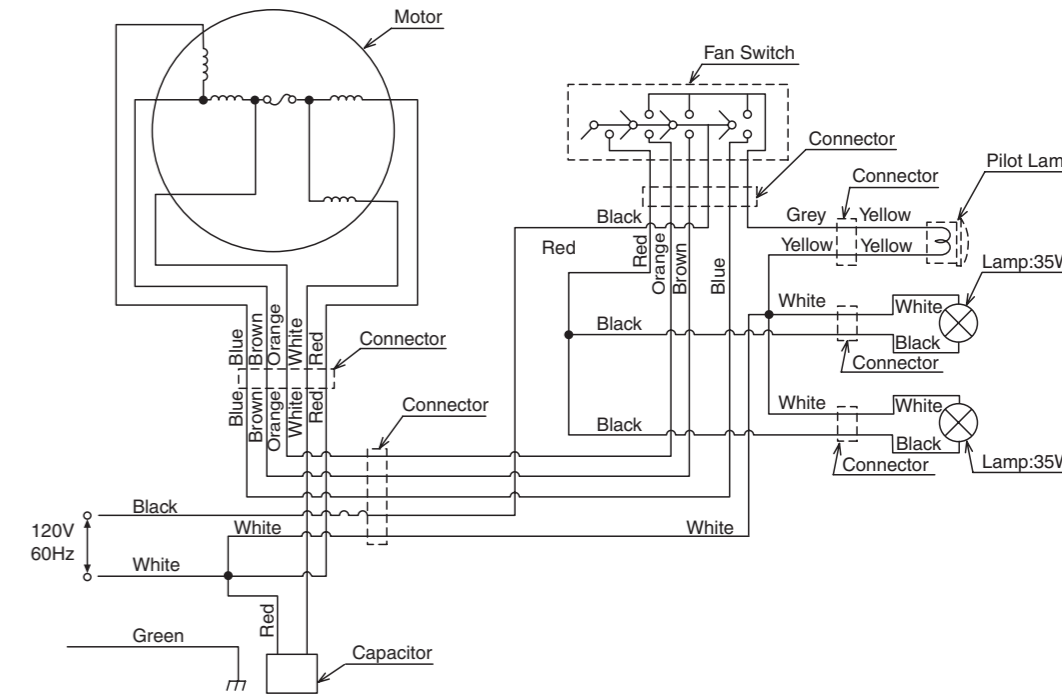 Motor
Fan Switch
Connector
Pilot Lam
Connector
Grey Yellow
Yellow Yellow
Black
Red
Red
Orange
Brown
Blue
Lamp:35W
White
White
Black
Black
Connector
White
White
Black
Black
Connector
Lamp:35W
Blue
Brown
Orange
White
Red
Connector
Blue
Brown
Orange
White
Red
Connector
Black
120V
60Hz
White
White
White
Red
Green
Capacitor